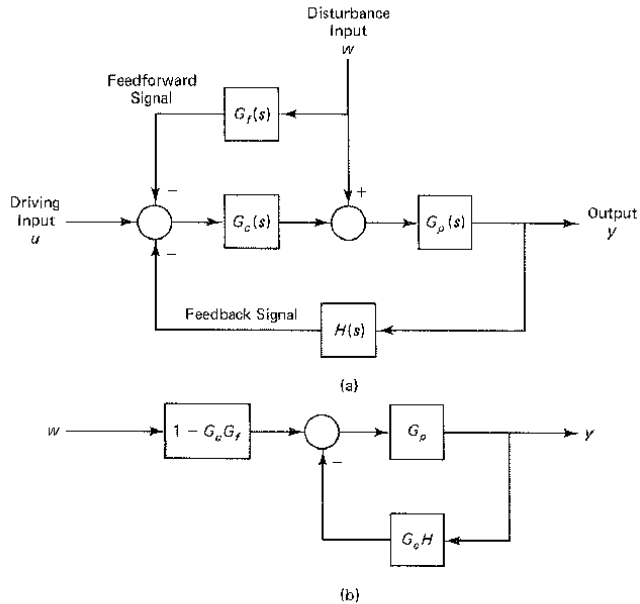 Disturbance
Input
w
Feedforward
Signal
G_f(s)
−
+
Driving
Input
u
G_c(s)
G_p(s)
Output
y
−
Feedback Signal
H(s)
(a)
w
1 − G_cG_f
G_p
y
−
G_cH
(b)